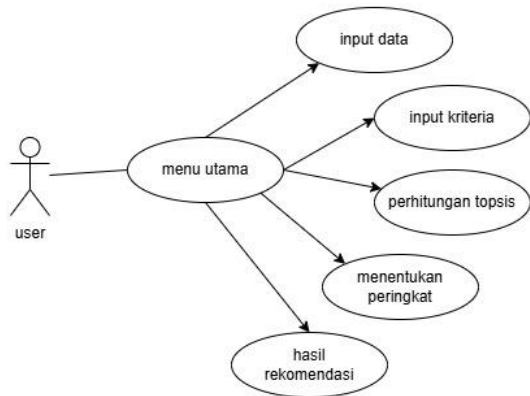 input data
input kriteria
menu utama
perhitungan topsis
user
menentukan
peringkat
hasil
rekomendasi